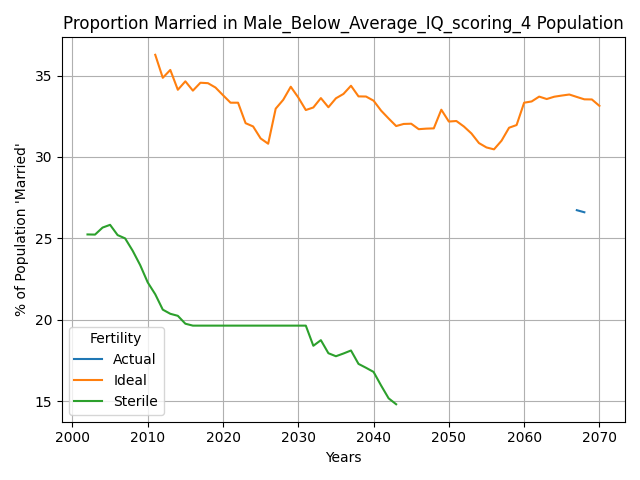 Proportion Married in Male_Below_Average_IQ_scoring_4 Population
% of Population 'Married'
35
30
25
20
15
Fertility
Actual
Ideal
Sterile
2000 2010 2020 2030 2040 2050 2060 2070
Years